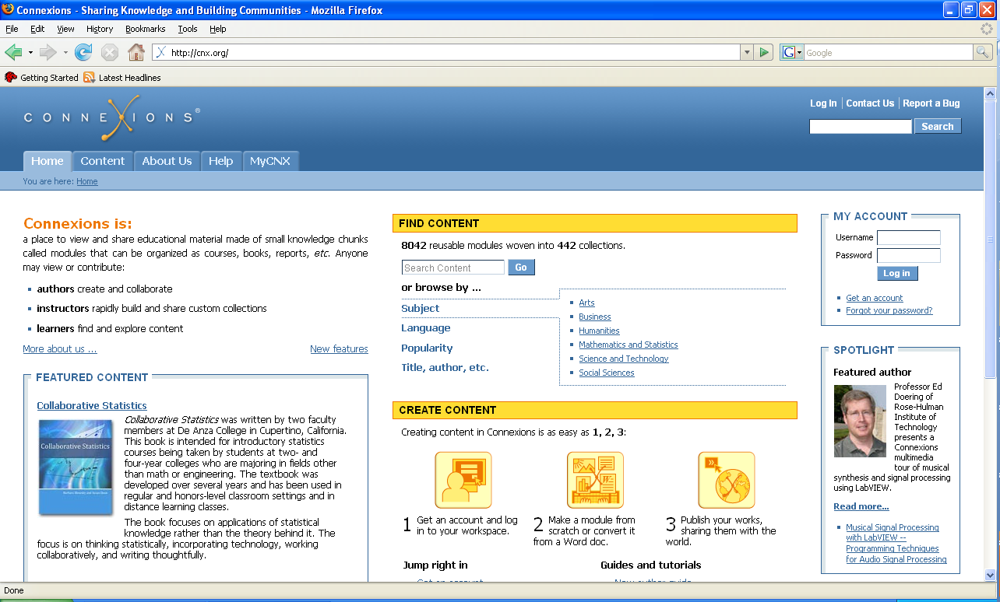 Connexions - Sharing Knowledge and Building Communities - Mozilla Firefox
File Edit View History Bookmarks Tools Help
http://cnx.org/
G Google
Getting Started Latest Headlines
CONNEXIONS®
Log In Contact Us Report a Bug
Search
Home Content About Us Help MyCNX
You are here: Home
Connexions is:
a place to view and share educational material made of small knowledge chunks
called modules that can be organized as courses, books, reports, etc. Anyone
may view or contribute:
authors create and collaborate
instructors rapidly build and share custom collections
learners find and explore content
More about us ... New features
FEATURED CONTENT
Collaborative Statistics
Collaborative Statistics
Collaborative Statistics was written by two faculty
members at De Anza College in Cupertino, California.
This book is intended for introductory statistics
courses being taken by students at two- and
four-year colleges who are majoring in fields other
than math or engineering. The textbook was
developed over several years and has been used in
regular and honors-level classroom settings and in
distance learning classes.
The book focuses on applications of statistical
knowledge rather than the theory behind it. The
focus is on thinking statistically, incorporating technology, working
collaboratively, and writing thoughtfully.
FIND CONTENT
8042 reusable modules woven into 442 collections.
Search Content Go
or browse by ...
Subject
Language
Popularity
Title, author, etc.
Arts
Business
Humanities
Mathematics and Statistics
Science and Technology
Social Sciences
CREATE CONTENT
Creating content in Connexions is as easy as 1, 2, 3:
1 Get an account and log
in to your workspace.
2 Make a module from
scratch or convert it
from a Word doc.
3 Publish your works,
sharing them with the
world.
Jump right in
Get an account
Guides and tutorials
New author guide
MY ACCOUNT
Username
Password
Log in
Get an account
Forgot your password?
SPOTLIGHT
Featured author
Professor Ed
Doering of
Rose-Hulman
Institute of
Technology
presents a
Connexions
multimedia
tour of musical
synthesis and signal processing
using LabVIEW.
Read more...
Musical Signal Processing
with LabVIEW --
Programming Techniques
for Audio Signal Processing
Done